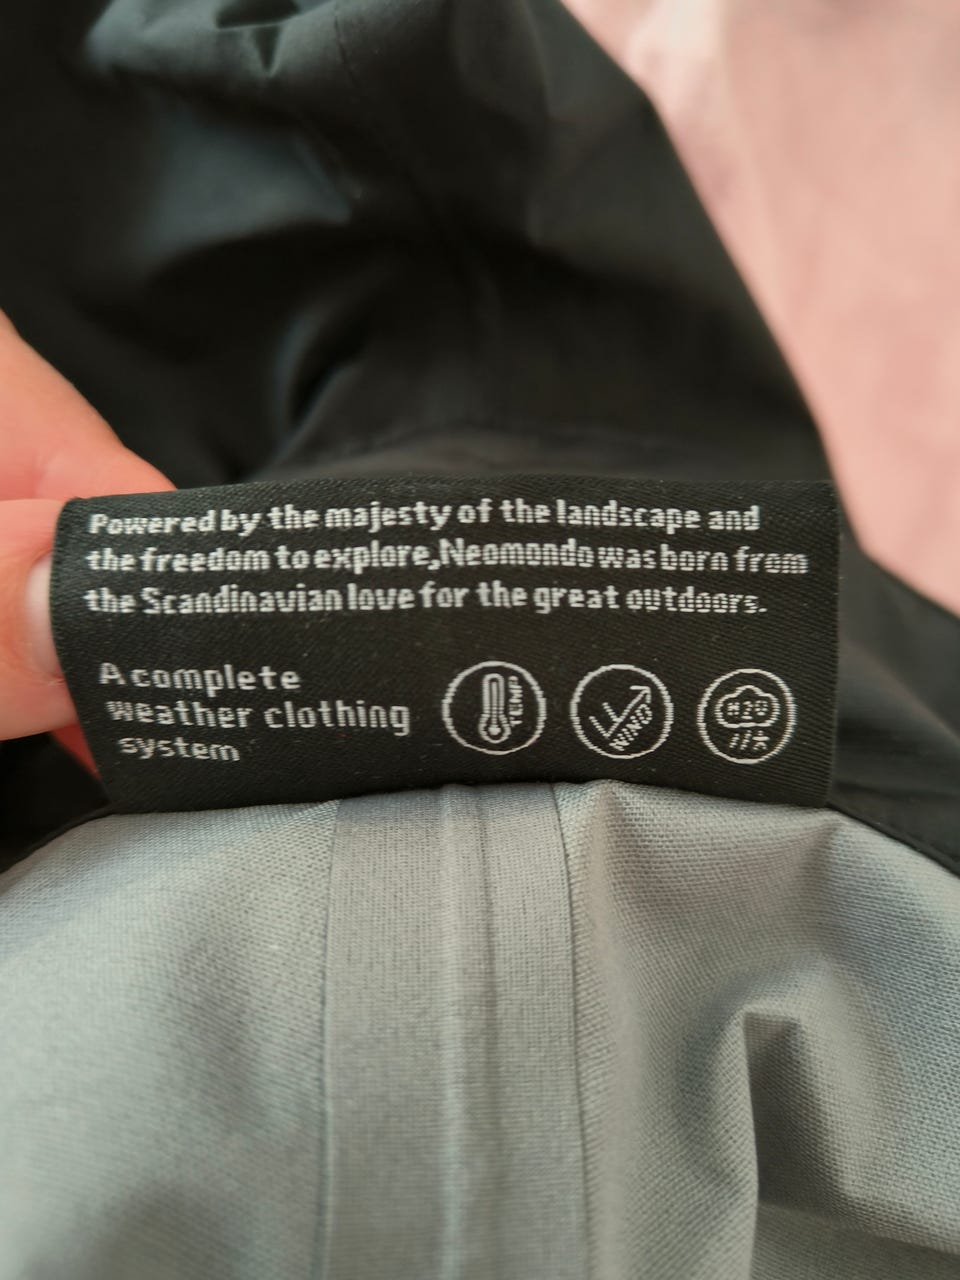 Powered by the majesty of the landscape and
the freedom to explore, Neomondo was born from
the Scandinavian love for the great outdoors.
A complete
weather clothing
system
TEMP
WIND
H2O